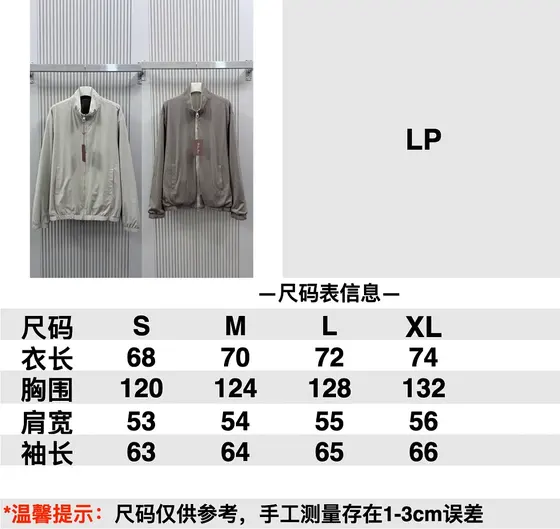 LP
—尺码表信息—
尺码 S M L XL
衣长 68 70 72 74
胸围 120 124 128 132
肩宽 53 54 55 56
袖长 63 64 65 66
*温馨提示：尺码仅供参考，手工测量存在1-3cm误差